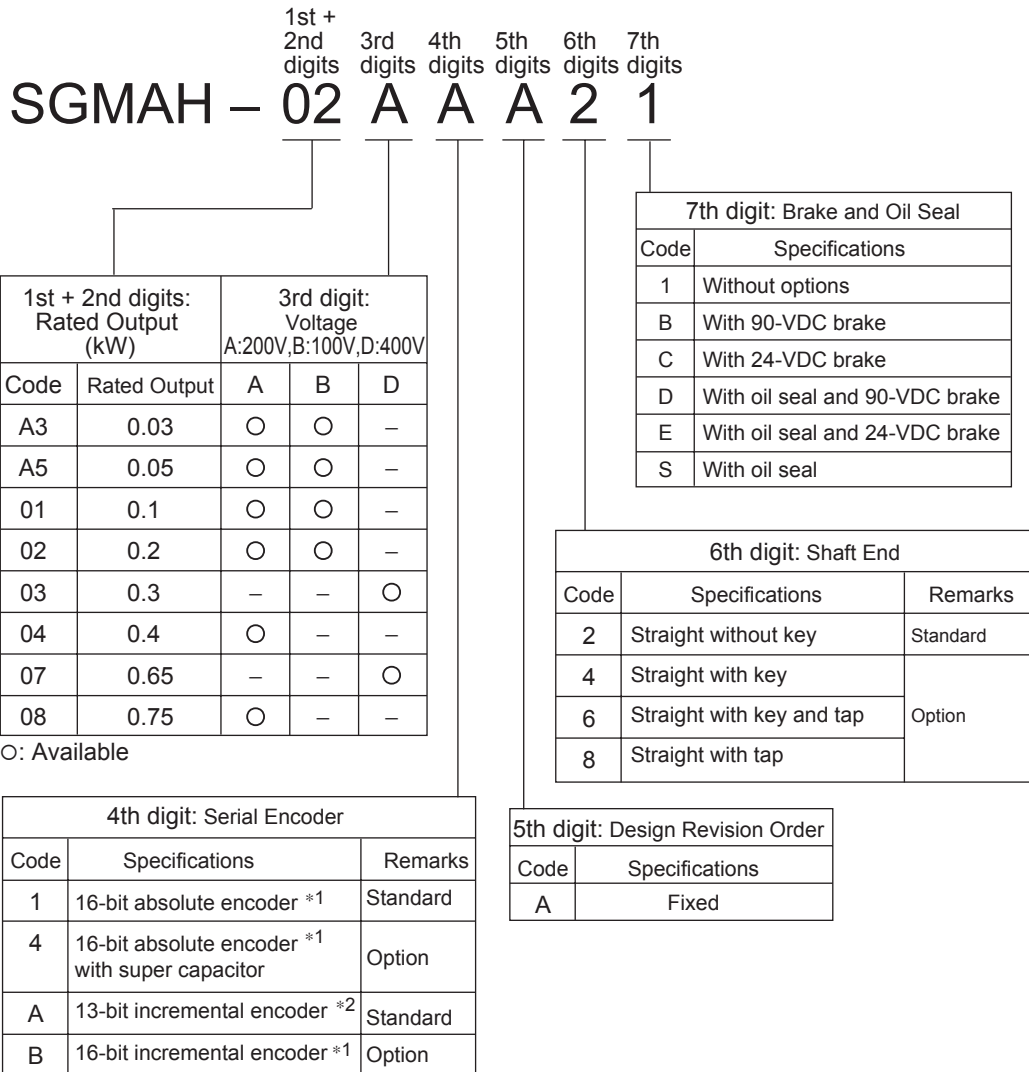 1st +
2nd 3rd 4th 5th 6th 7th
digits digits digits digits digits digits
SGMAH – 02 A A A 2 1
7th digit: Brake and Oil Seal
Code Specifications
1 Without options
B With 90-VDC brake
C With 24-VDC brake
D With oil seal and 90-VDC brake
E With oil seal and 24-VDC brake
S With oil seal
1st + 2nd digits:
Rated Output
(kW)
3rd digit:
Voltage
A:200V,B:100V,D:400V
Code Rated Output A B D
A3 0.03 ○ ○ –
A5 0.05 ○ ○ –
01 0.1 ○ ○ –
02 0.2 ○ ○ –
03 0.3 – – ○
04 0.4 ○ – –
07 0.65 – – ○
08 0.75 ○ – –
○: Available
6th digit: Shaft End
Code Specifications Remarks
2 Straight without key Standard
4 Straight with key
6 Straight with key and tap Option
8 Straight with tap
4th digit: Serial Encoder
Code Specifications Remarks
1 16-bit absolute encoder *1 Standard
4 16-bit absolute encoder *1
with super capacitor Option
A 13-bit incremental encoder *2 Standard
B 16-bit incremental encoder *1 Option
5th digit: Design Revision Order
Code Specifications
A Fixed